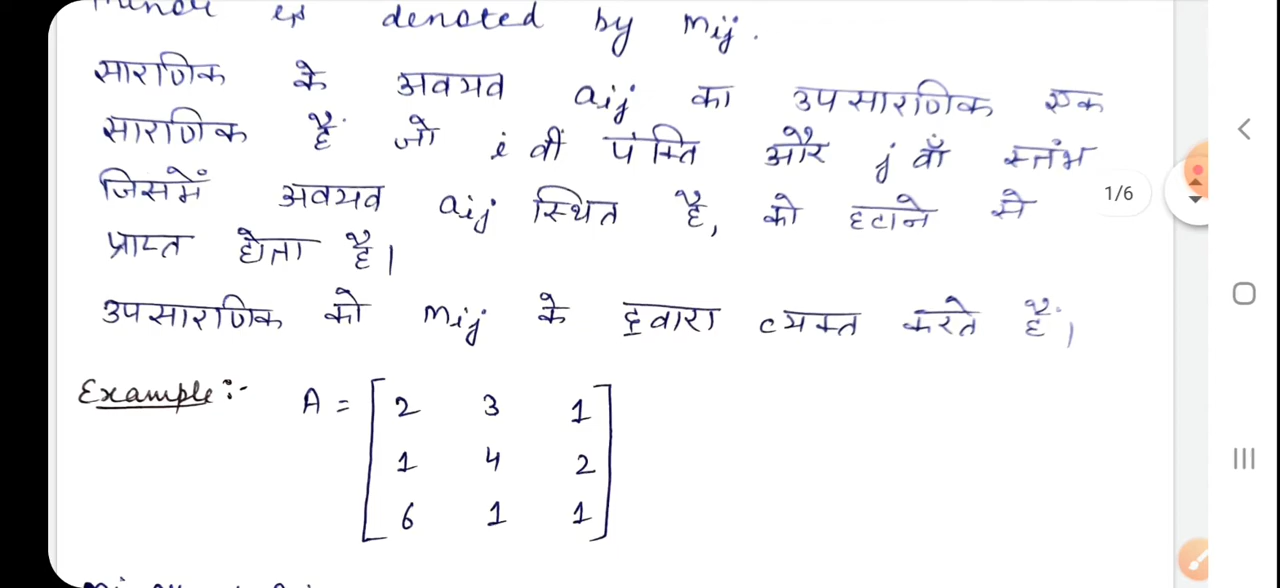 denoted by Mij.
सारणिक के अवयव aij का उपसारणिक एक
सारणिक है जो i वीं पंक्ति और j वाँ स्तंभ
जिसमें अवयव aij स्थित है, को हटाने से
प्राप्त होता है।
उपसारणिक को Mij के द्वारा व्यक्त करते हैं।
Example:- A = [2 3 1
1 4 2
6 1 1]
1/6